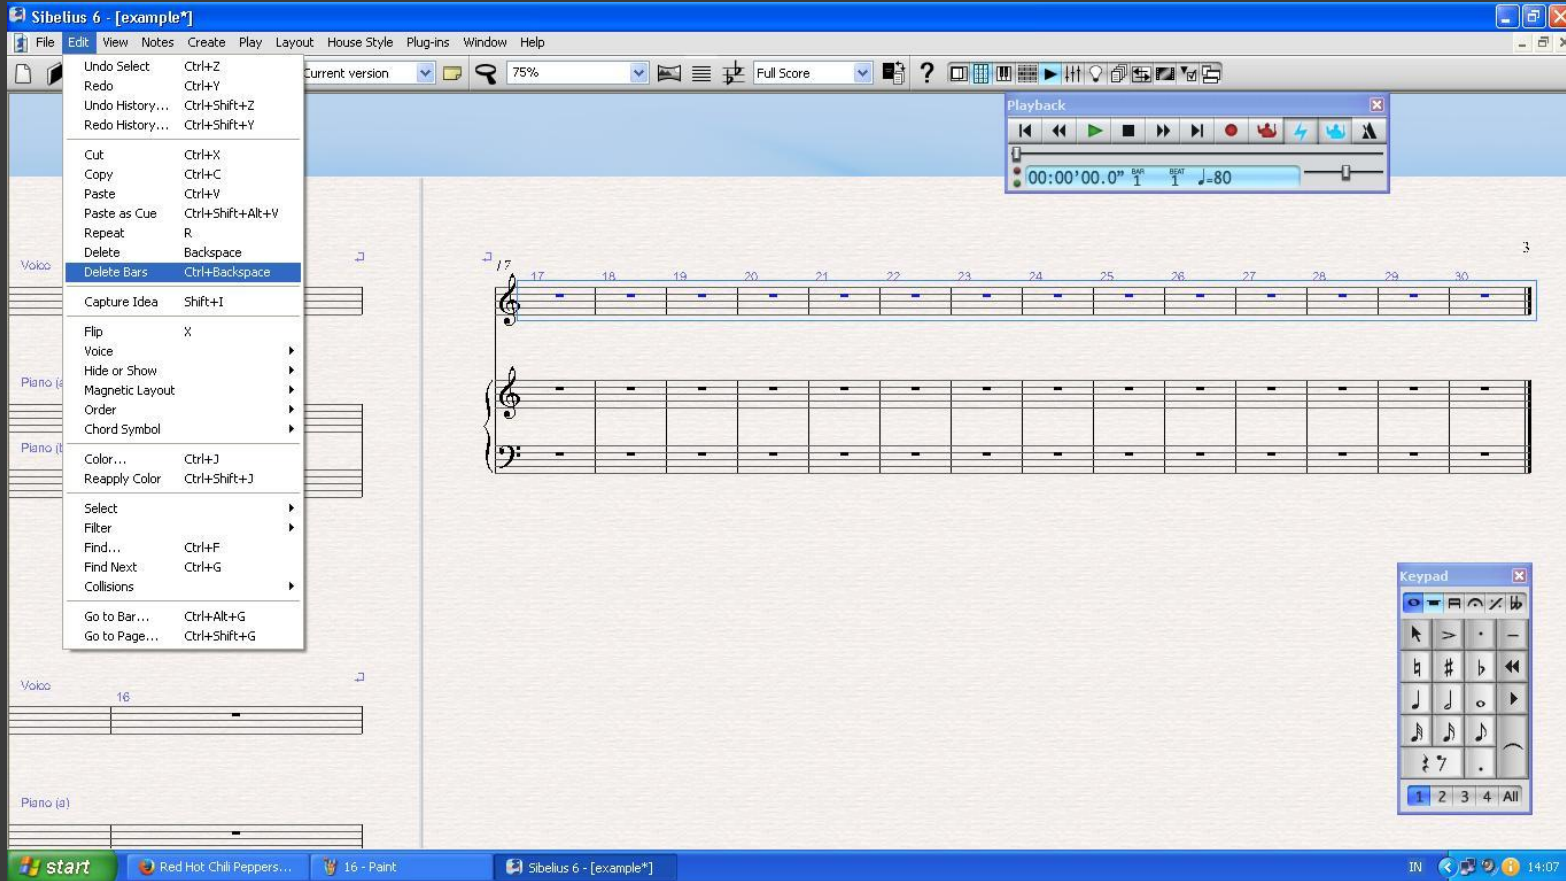 Sibelius 6 - [example*]
File Edit View Notes Create Play Layout House Style Plug-ins Window Help
Current version 75% Full Score
Undo Select Ctrl+Z
Redo Ctrl+Y
Undo History... Ctrl+Shift+Z
Redo History... Ctrl+Shift+Y
Cut Ctrl+X
Copy Ctrl+C
Paste Ctrl+V
Paste as Cue Ctrl+Shift+Alt+V
Repeat R
Delete Backspace
Delete Bars Ctrl+Backspace
Capture Idea Shift+I
Flip X
Voice
Hide or Show
Magnetic Layout
Order
Chord Symbol
Color... Ctrl+J
Reapply Color Ctrl+Shift+J
Select
Filter
Find... Ctrl+F
Find Next Ctrl+G
Collisions
Go to Bar... Ctrl+Alt+G
Go to Page... Ctrl+Shift+G
Playback
00:00'00.0" BAR 1 BEAT 1 ♩=80
3
Voice
17
17 18 19 20 21 22 23 24 25 26 27 28 29 30
Piano (a
Piano (b
Voice
16
Piano (a)
Keypad
1 2 3 4 All
start Red Hot Chili Peppers... 16 - Paint Sibelius 6 - [example*] IN 14:07